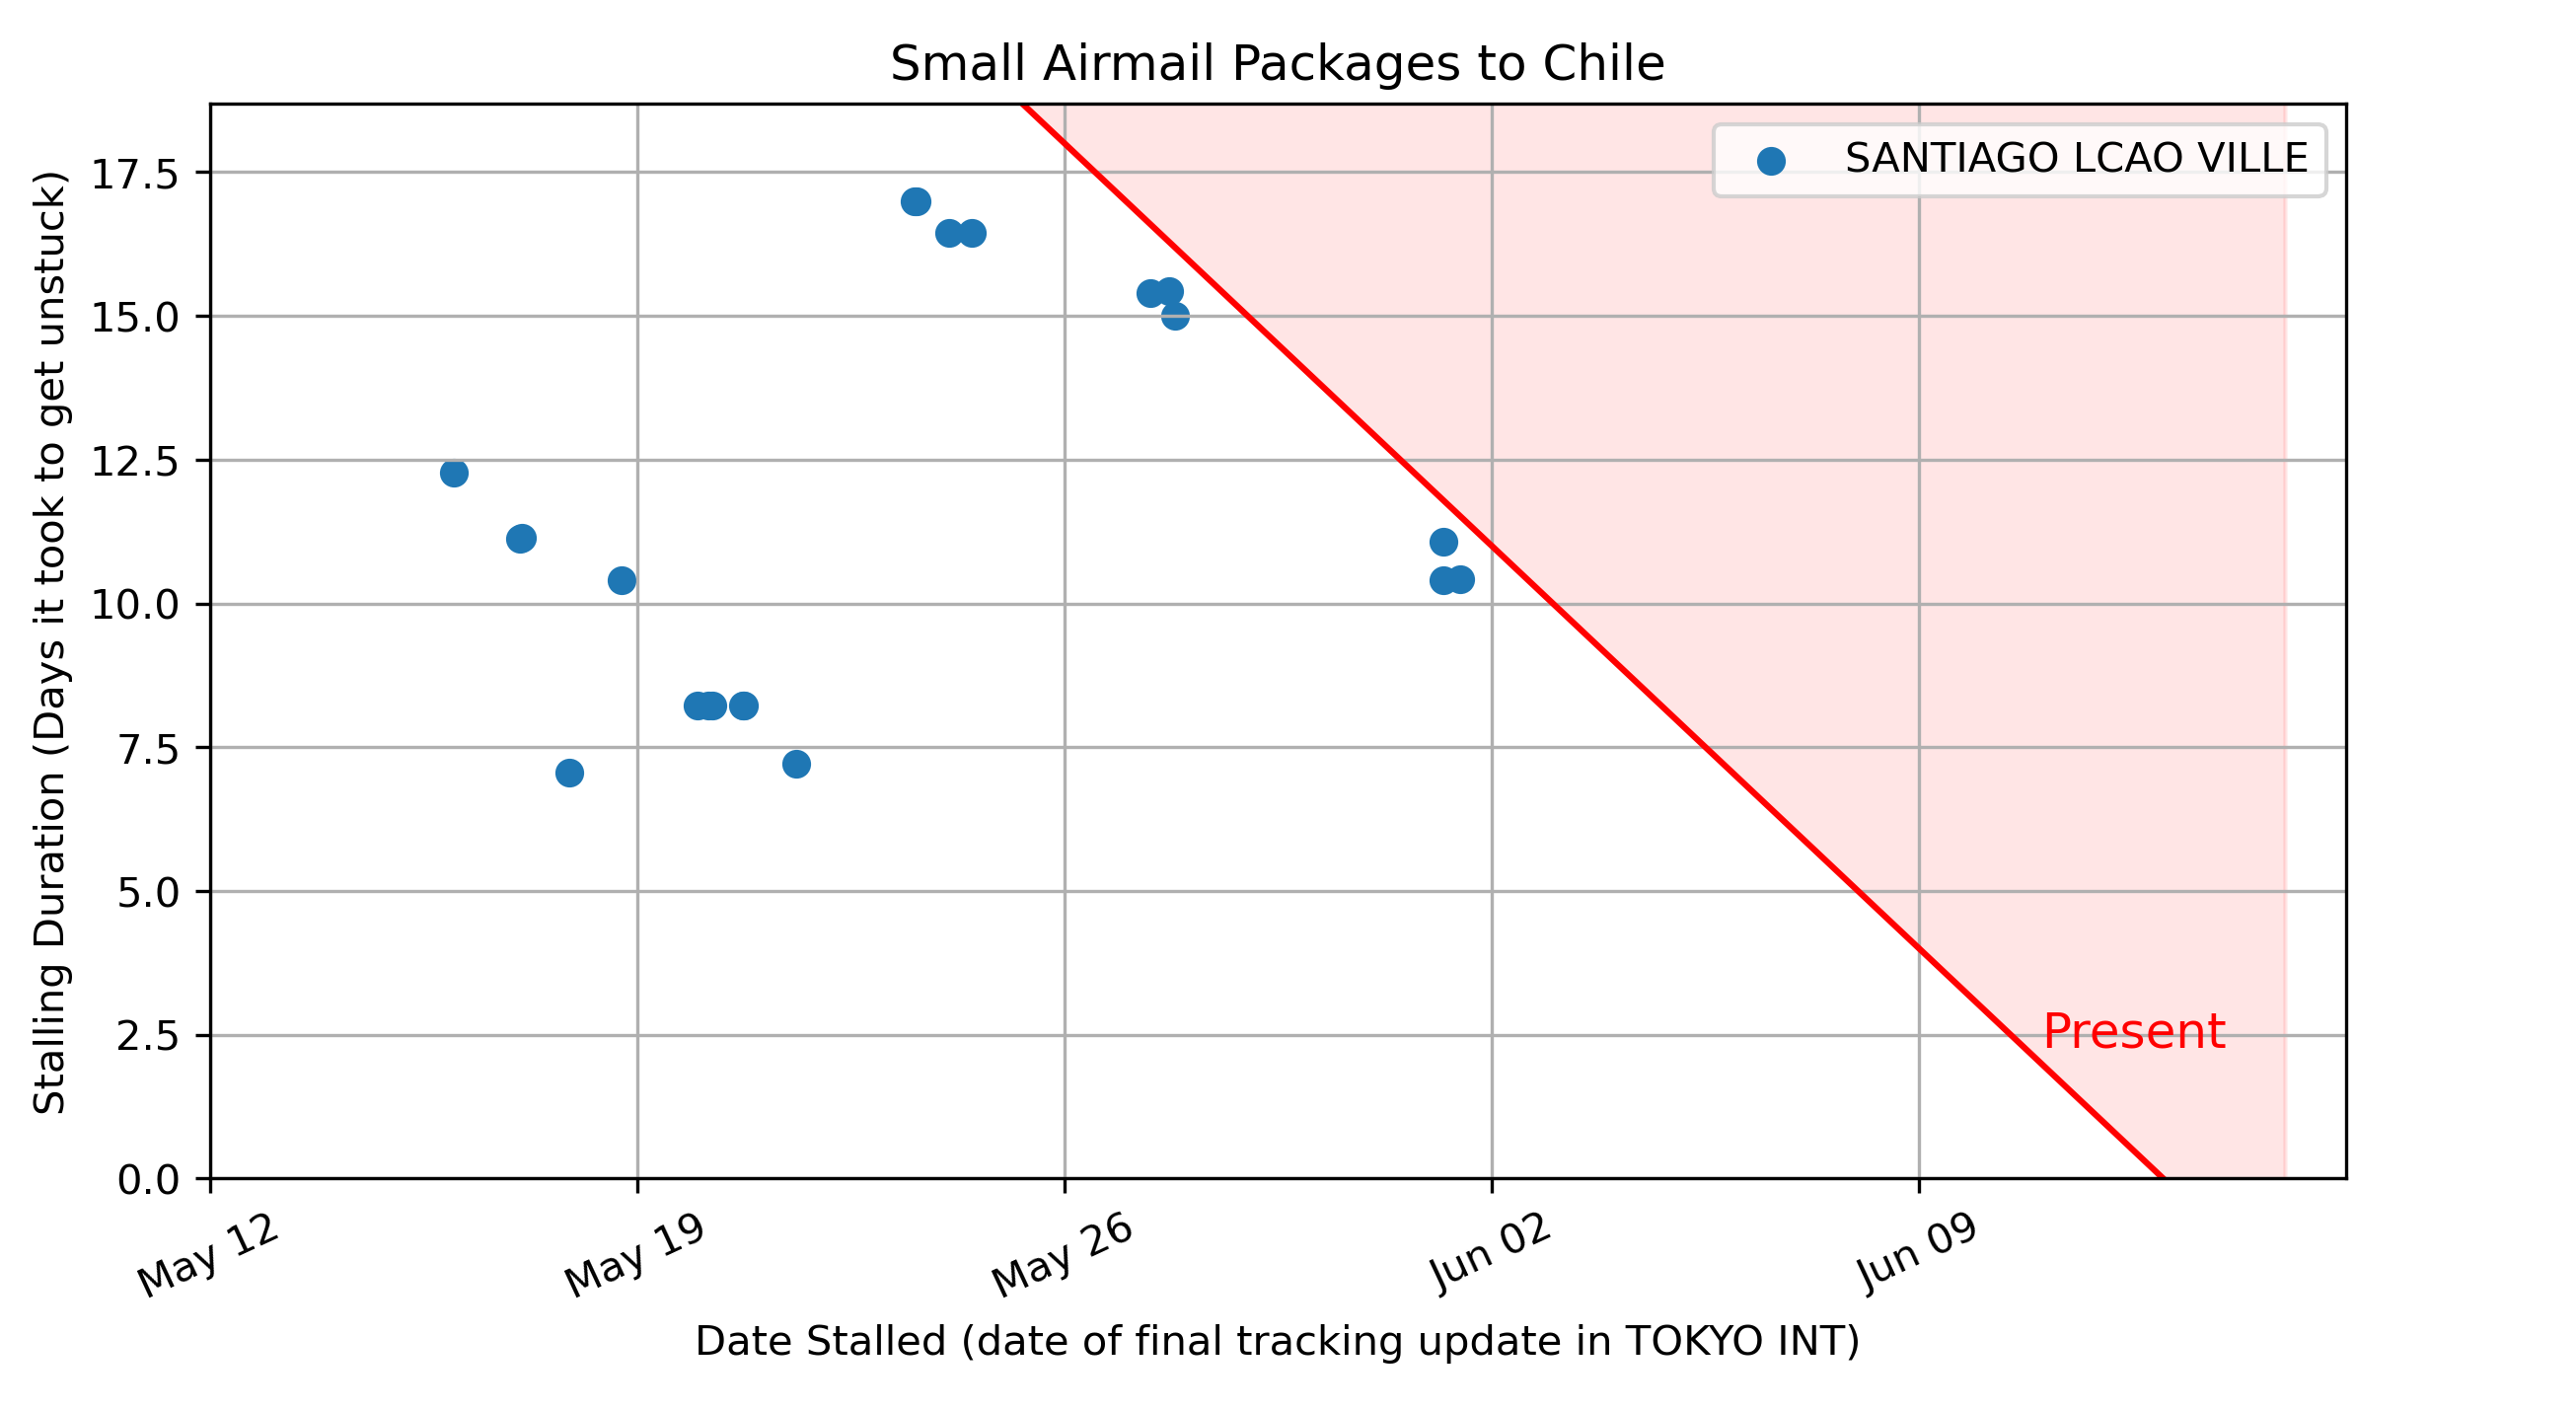 Small Airmail Packages to Chile
SANTIAGO LCAO VILLE
Stalling Duration (Days it took to get unstuck)
17.5
15.0
12.5
10.0
7.5
5.0
2.5
0.0
Present
May 12
May 19
May 26
Jun 02
Jun 09
Date Stalled (date of final tracking update in TOKYO INT)